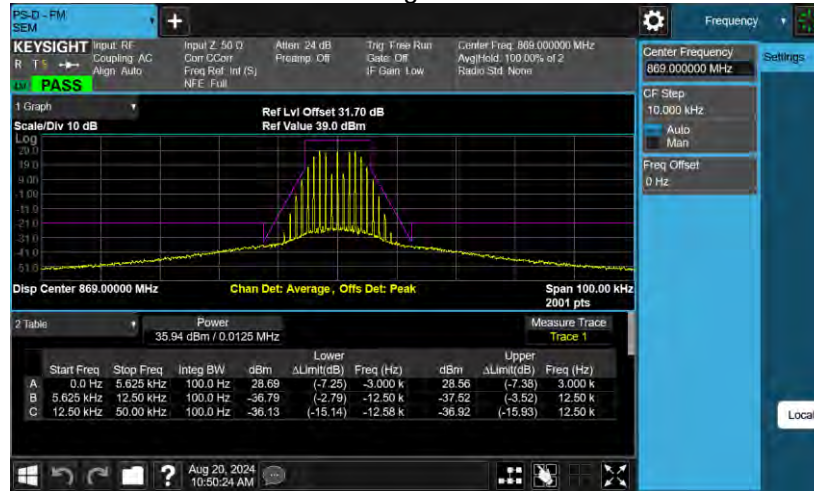 PS-D - FM
SEM
Frequency
KEYSIGHT
Input: RF
Coupling: AC
Align: Auto
Input Z: 50 Ω
Corr CCorr
Freq Ref: Int (S)
NFE: Full
Atten: 24 dB
Preamp: Off
Trig: Free Run
Gate: Off
IF Gain: Low
Center Freq: 869.000000 MHz
Avg|Hold: 100.00% of 2
Radio Std: None
PASS
Center Frequency
869.000000 MHz
Settings
CF Step
10.000 kHz
Auto
Man
Freq Offset
0 Hz
1 Graph
Scale/Div 10 dB
Ref Lvl Offset 31.70 dB
Ref Value 39.0 dBm
Log
29.0
19.0
9.00
-1.00
-11.0
-21.0
-31.0
-41.0
-51.0
Disp Center 869.00000 MHz
Chan Det: Average, Offs Det: Peak
Span 100.00 kHz
2001 pts
2 Table
Power
35.94 dBm / 0.0125 MHz
Measure Trace
Trace 1
Lower Upper
Start Freq Stop Freq Integ BW dBm ΔLimit(dB) Freq (Hz) dBm ΔLimit(dB) Freq (Hz)
A 0.0 Hz 5.625 kHz 100.0 Hz 28.69 (-7.25) -3.000 k 28.56 (-7.38) 3.000 k
B 5.625 kHz 12.50 kHz 100.0 Hz -36.79 (-2.79) -12.50 k -37.52 (-3.52) 12.50 k
C 12.50 kHz 50.00 kHz 100.0 Hz -36.13 (-15.14) -12.58 k -36.92 (-15.93) 12.50 k
Local
?
Aug 20, 2024
10:50:24 AM